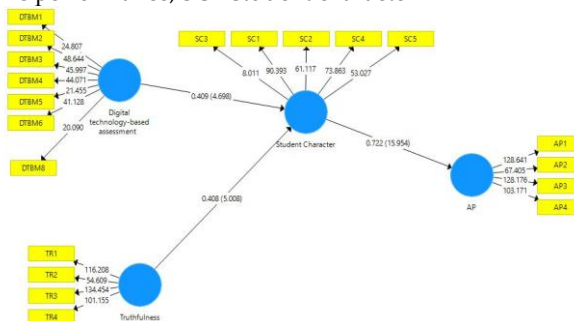 DTBM1
DTBM2
DTBM3
DTBM4
DTBM5
DTBM6
DTBM8
24.807
48.644
45.997
44.071
21.455
41.128
20.090
Digital
technology-based
assessment
SC3
SC1
SC2
SC4
SC5
8.011
90.393
61.117
73.863
53.027
0.409 (4.698)
Student Character
0.722 (15.954)
0.408 (5.008)
AP1
AP2
AP3
AP4
128.641
67.405
128.176
103.171
AP
TR1
TR2
TR3
TR4
116.208
54.609
134.454
101.155
Truthfulness